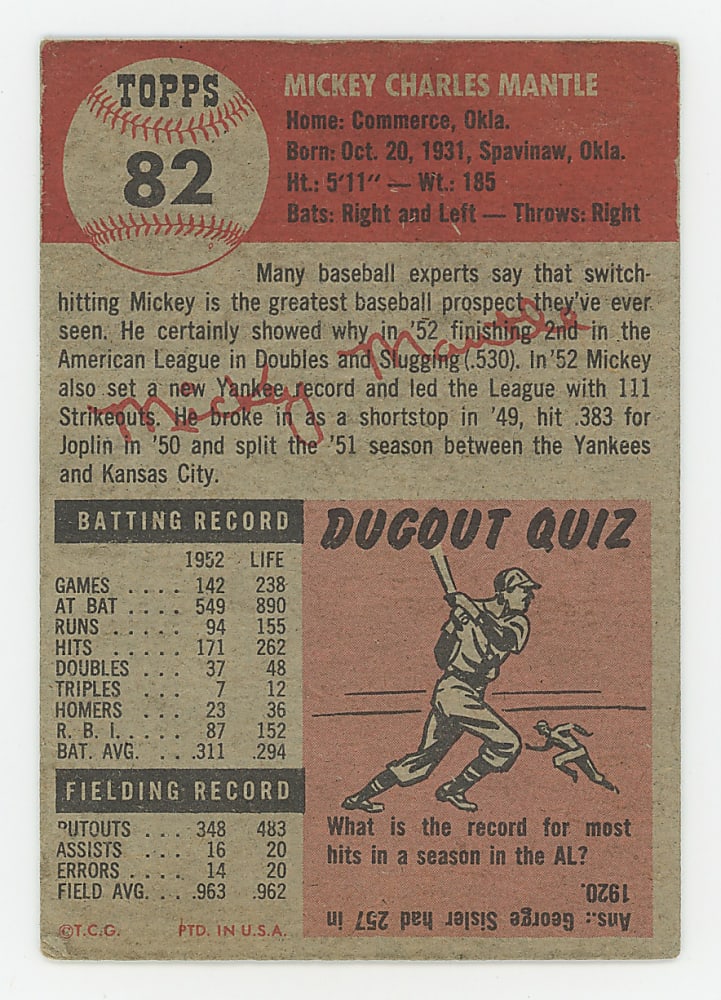 TOPPS
82
MICKEY CHARLES MANTLE
Home: Commerce, Okla.
Born: Oct. 20, 1931, Spavinaw, Okla.
Ht.: 5'11" — Wt.: 185
Bats: Right and Left — Throws: Right
Many baseball experts say that switch-
hitting Mickey is the greatest baseball prospect they've ever
seen. He certainly showed why in '52 finishing 2nd in the
American League in Doubles and Slugging (.530). In '52 Mickey
also set a new Yankee record and led the League with 111
Strikeouts. He broke in as a shortstop in '49, hit .383 for
Joplin in '50 and split the '51 season between the Yankees
and Kansas City.
Mickey Mantle
BATTING RECORD
1952 LIFE
GAMES .... 142 238
AT BAT .... 549 890
RUNS ..... 94 155
HITS ..... 171 262
DOUBLES .. 37 48
TRIPLES ... 7 12
HOMERS ... 23 36
R. B. I..... 87 152
BAT. AVG. ... .311 .294
FIELDING RECORD
PUTOUTS ... 348 483
ASSISTS ... 16 20
ERRORS .... 14 20
FIELD AVG. .. .963 .962
©T.C.G. PTD. IN U.S.A.
DUGOUT QUIZ
What is the record for most
hits in a season in the AL?
Ans.: George Sisler had 257 in
1920.